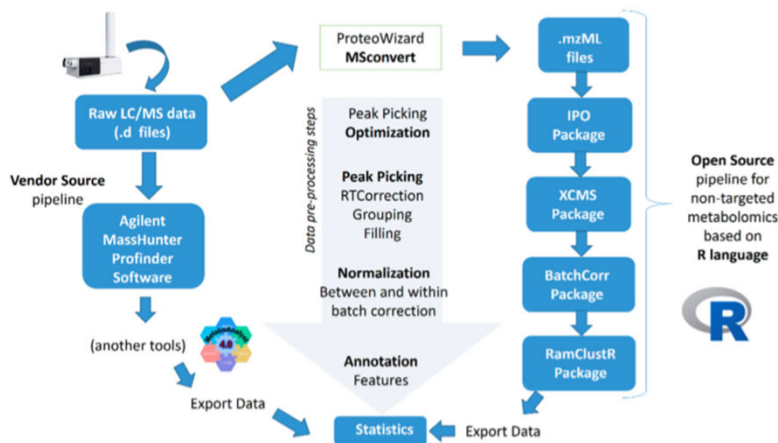 ProteoWizard
MSconvert
.mzML
files
Raw LC/MS data
(.d files)
Vendor Source
pipeline
Agilent
MassHunter
Profinder
Software
(another tools)
4.0
Export Data
Data pre-processing steps
Peak Picking
Optimization
Peak Picking
RTCorrection
Grouping
Filling
Normalization
Between and within
batch correction
Annotation
Features
Statistics
IPO
Package
XCMS
Package
BatchCorr
Package
RamClustR
Package
Export Data
Open Source
pipeline for
non-targeted
metabolomics
based on
R language
R